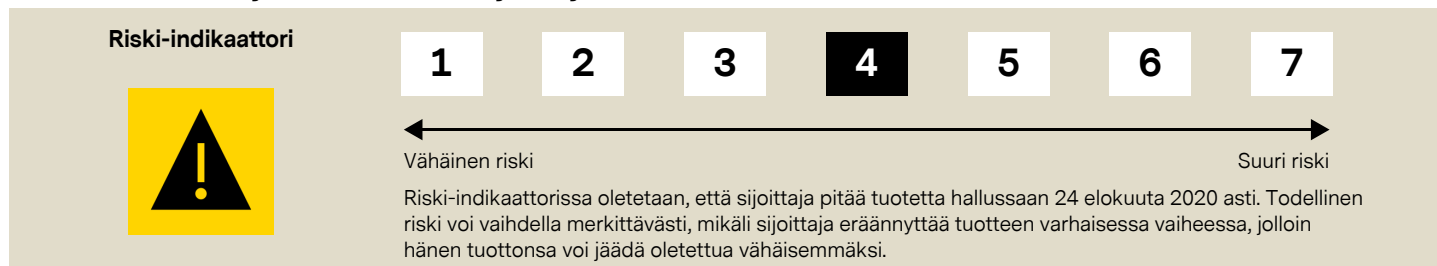 Riski-indikaattori
1 2 3 4 5 6 7
Vähäinen riski Suuri riski
Riski-indikaattorissa oletetaan, että sijoittaja pitää tuotetta hallussaan 24 elokuuta 2020 asti. Todellinen
riski voi vaihdella merkittävästi, mikäli sijoittaja eräännyttää tuotteen varhaisessa vaiheessa, jolloin
hänen tuottonsa voi jäädä oletettua vähäisemmäksi.